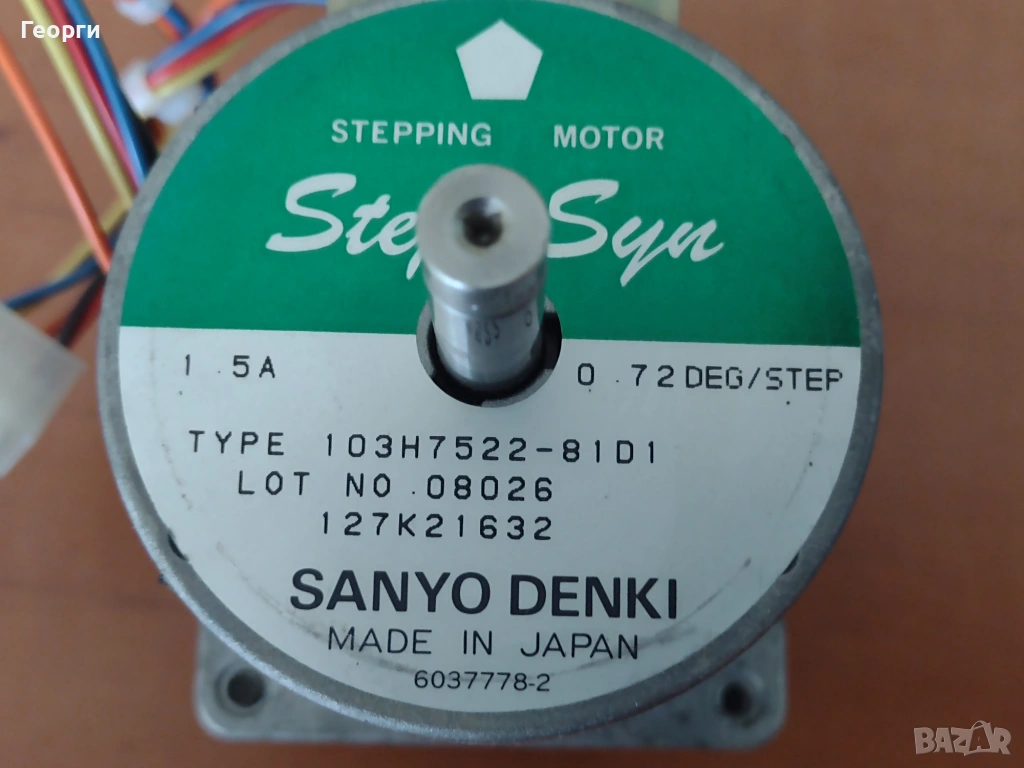 Георги
STEPPING MOTOR
Step Syn
1.5A
0.72DEG/STEP
TYPE 103H7522-81D1
LOT NO.08026
127K21632
SANYO DENKI
MADE IN JAPAN
6037778-2
BAZAR